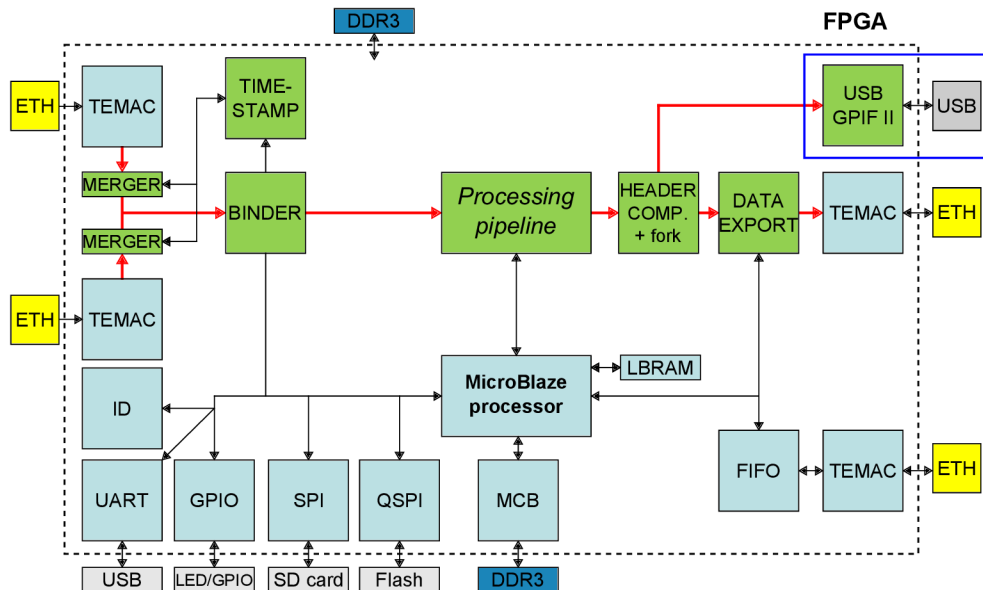 DDR3
FPGA
ETH
TEMAC
TIME-
STAMP
USB
GPIF II
USB
MERGER
BINDER
Processing
pipeline
HEADER
COMP.
+ fork
DATA
EXPORT
TEMAC
ETH
MERGER
ETH
TEMAC
MicroBlaze
processor
LBRAM
ID
UART
GPIO
SPI
QSPI
MCB
FIFO
TEMAC
ETH
USB
LED/GPIO
SD card
Flash
DDR3